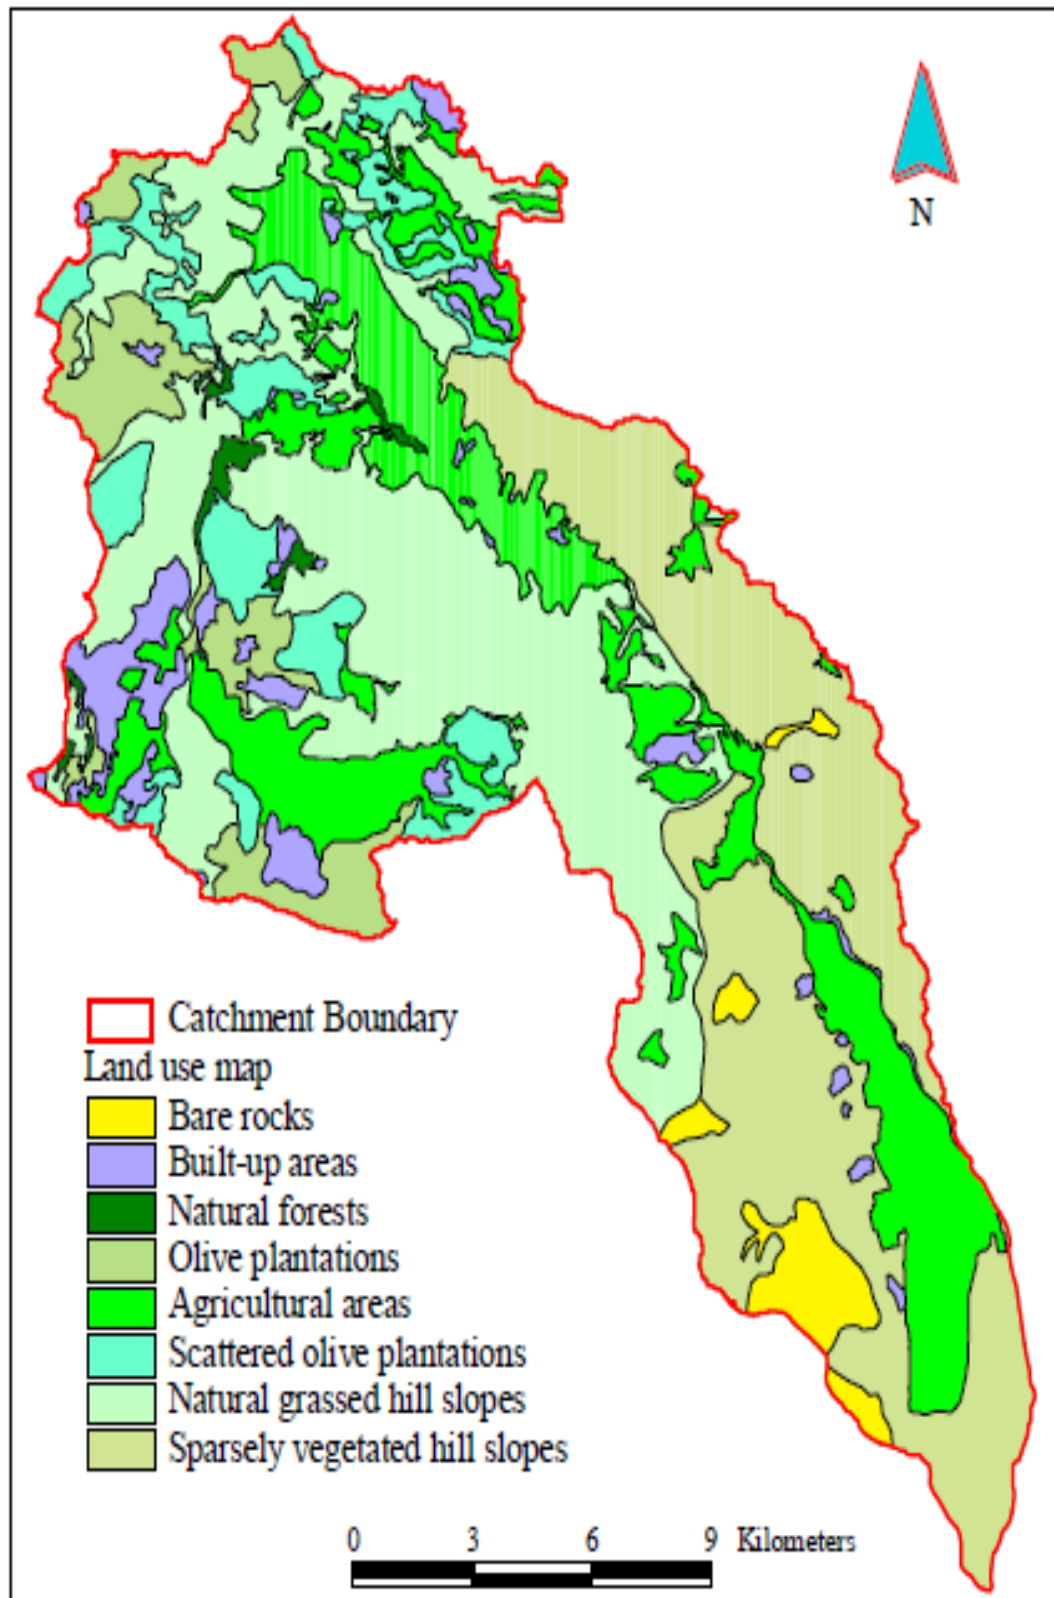 N
Catchment Boundary
Land use map
Bare rocks
Built-up areas
Natural forests
Olive plantations
Agricultural areas
Scattered olive plantations
Natural grassed hill slopes
Sparsely vegetated hill slopes
0 3 6 9 Kilometers